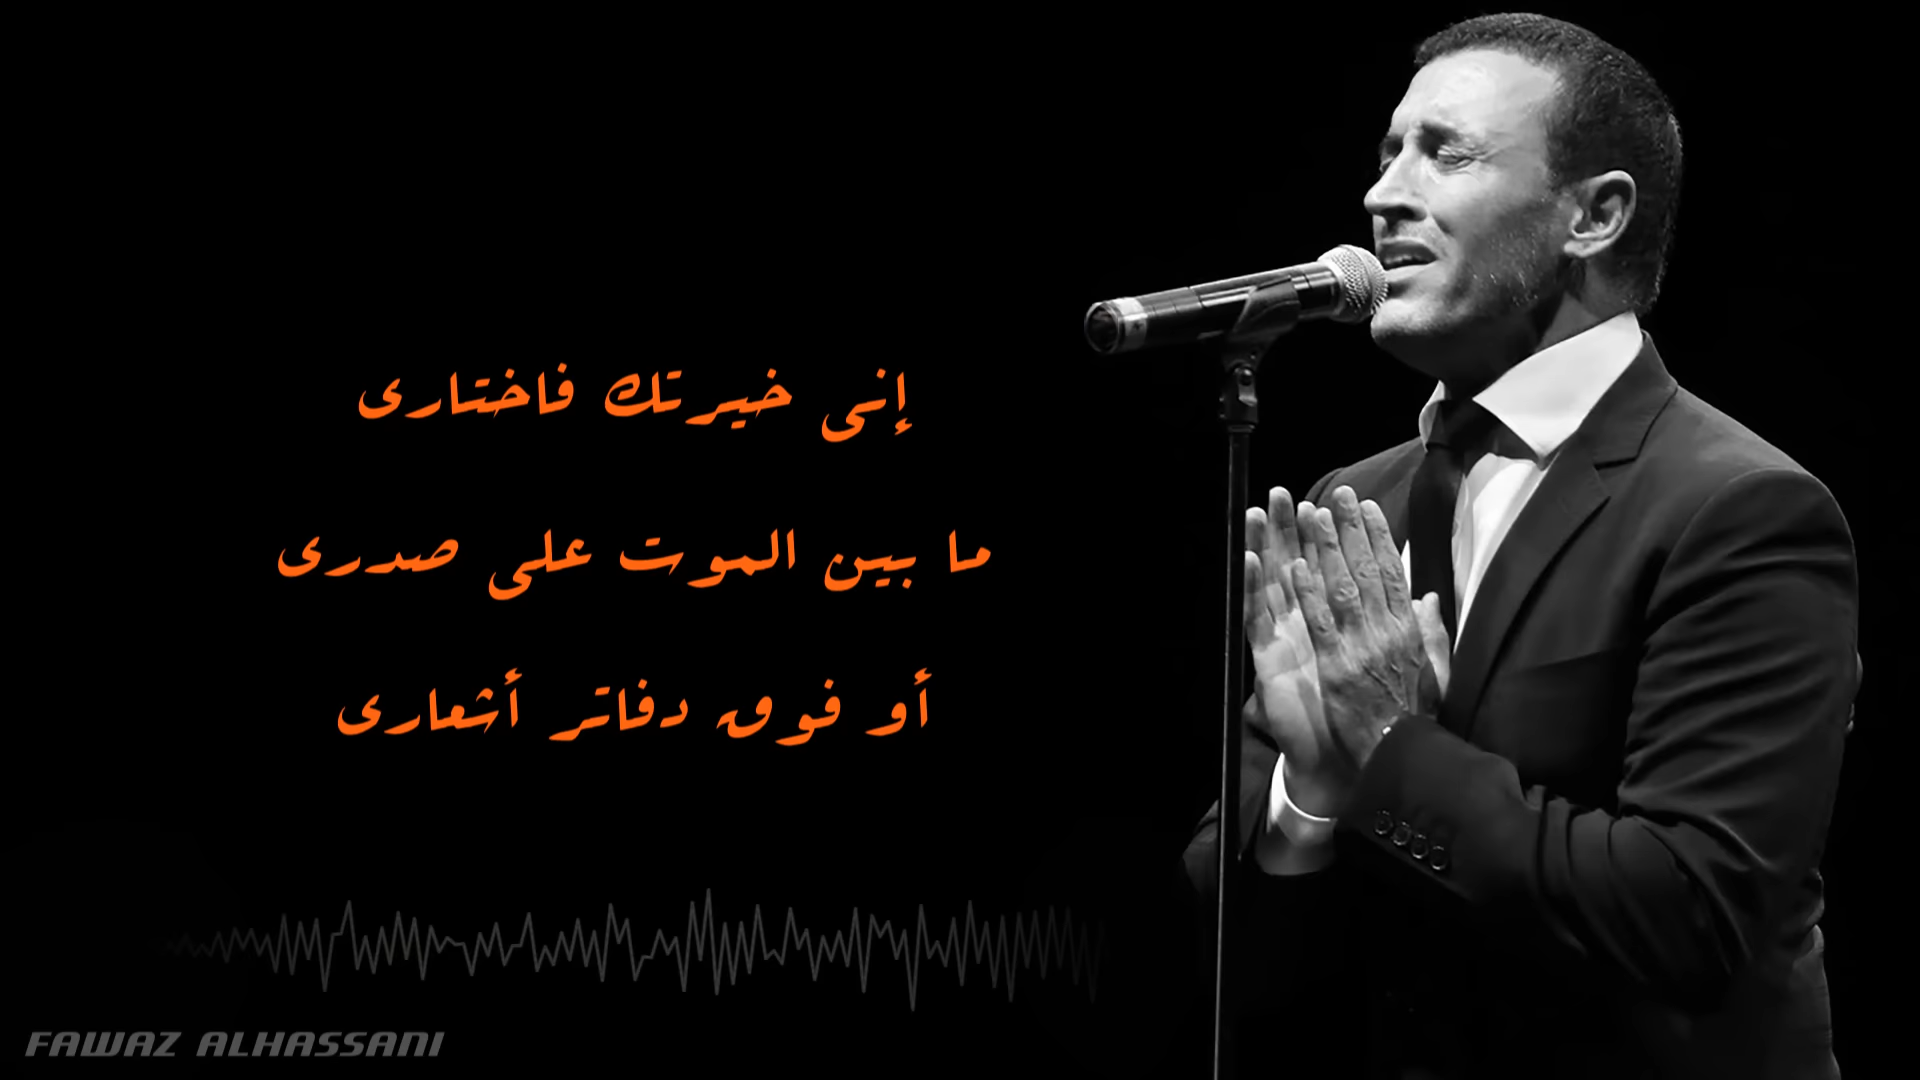 إنى خيرتك فاختارى
ما بين الموت على صدرى
أو فوق دفاتر أشعارى
FAWAZ ALHASSANI